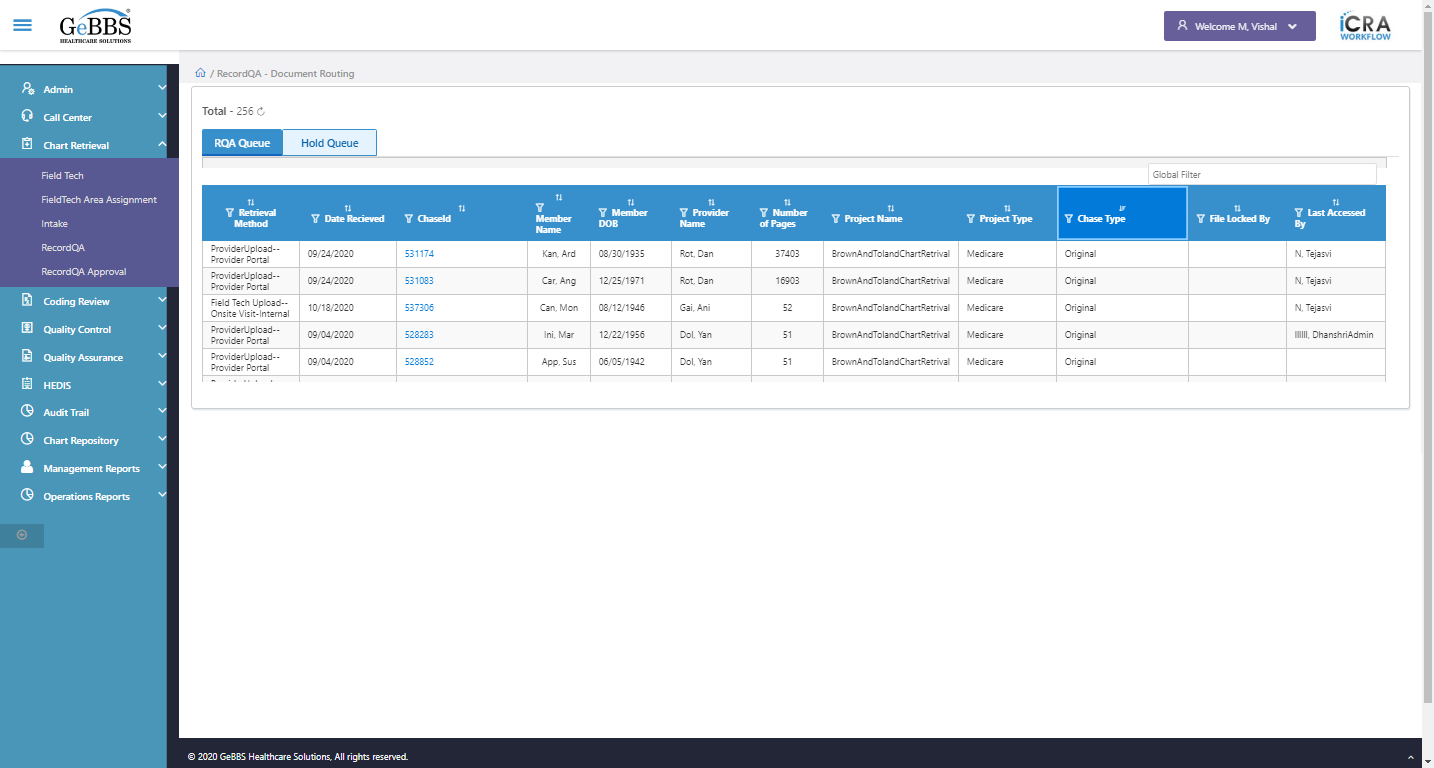 GeBBS
HEALTHCARE SOLUTIONS
Welcome M, Vishal
iCRA
WORKFLOW
Admin
Call Center
Chart Retrieval
Field Tech
FieldTech Area Assignment
Intake
RecordQA
RecordQA Approval
Coding Review
Quality Control
Quality Assurance
HEDIS
Audit Trail
Chart Repository
Management Reports
Operations Reports
/ RecordQA - Document Routing
Total - 256
RQA Queue Hold Queue
Global Filter
Retrieval Method Date Recieved ChaseId Member Name Member DOB Provider Name Number of Pages Project Name Project Type Chase Type File Locked By Last Accessed By
ProviderUpload--Provider Portal 09/24/2020 531174 Kan, Ard 08/30/1935 Rot, Dan 37403 BrownAndTolandChartRetrival Medicare Original N, Tejasvi
ProviderUpload--Provider Portal 09/24/2020 531083 Car, Ang 12/25/1971 Rot, Dan 16903 BrownAndTolandChartRetrival Medicare Original N, Tejasvi
Field Tech Upload--Onsite Visit-Internal 10/18/2020 537306 Can, Mon 08/12/1946 Gai, Ani 52 BrownAndTolandChartRetrival Medicare Original N, Tejasvi
ProviderUpload--Provider Portal 09/04/2020 528283 Ini, Mar 12/22/1956 Dol, Yan 51 BrownAndTolandChartRetrival Medicare Original DhanshriAdmin
ProviderUpload--Provider Portal 09/04/2020 528852 App, Sus 06/05/1942 Dol, Yan 51 BrownAndTolandChartRetrival Medicare Original
© 2020 GeBBS Healthcare Solutions, All rights reserved.